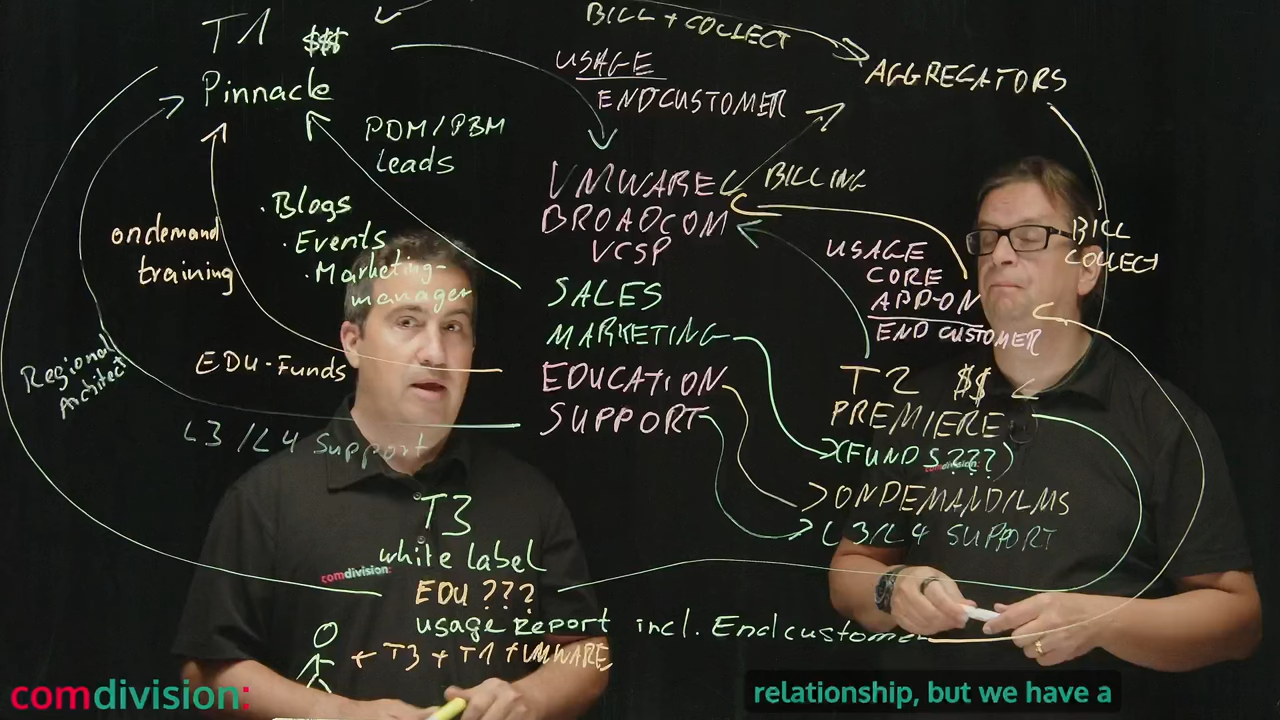 T1 $$$
Pinnacle
BILL + COLLECT
AGGREGATORS
USAGE
ENDCUSTOMER
PDM/PBM
Leads
VMWARE
BROADCOM
VCSP
BILLING
BILL
COLLECT
• Blogs
• Events
• Marketing-
manager
ondemand
training
SALES
MARKETING
EDUCATION
SUPPORT
USAGE
CORE
APP-ON
END CUSTOMER
Regional
Architect
EDU-Funds
L3/L4 Support
T2 $$
PREMIERE
(FUNDS???)
ONDEMAND/LMS
L3/L4 SUPPORT
T3
white label
EDU ???
usage report incl. Endcustomer
← T3 + T1 + VMWARE
comdivision:
comdivision:
comdivision:
relationship, but we have a